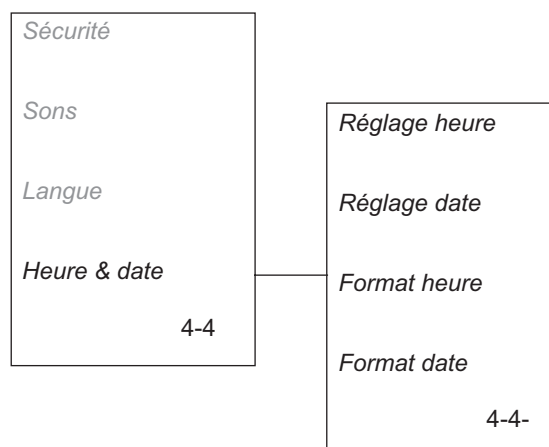 Sécurité
Sons
Langue
Heure & date
4-4
Réglage heure
Réglage date
Format heure
Format date
4-4-